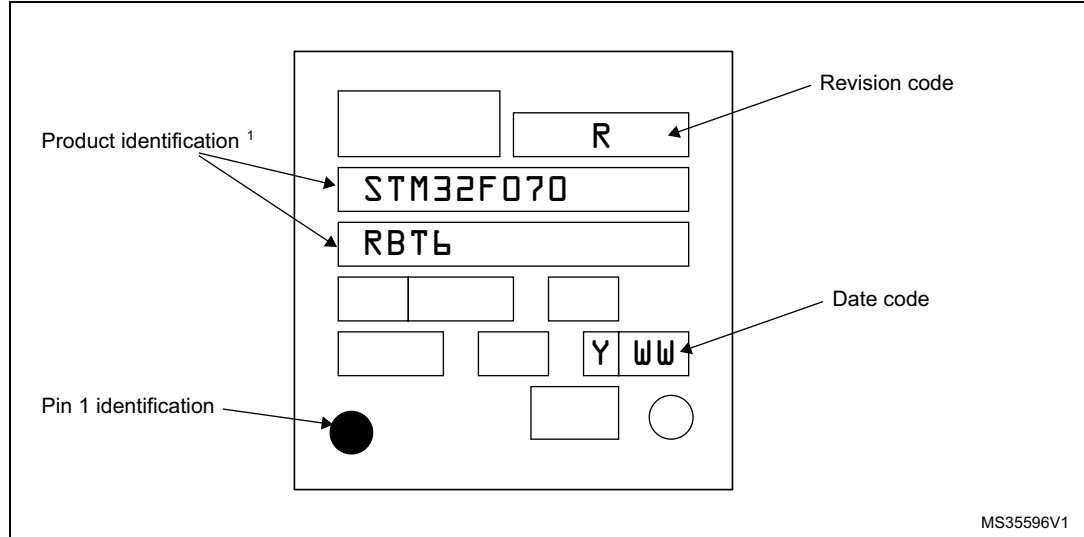 Revision code
Product identification 1
R
STM32F070
RBT6
Date code
Y WW
Pin 1 identification
MS35596V1